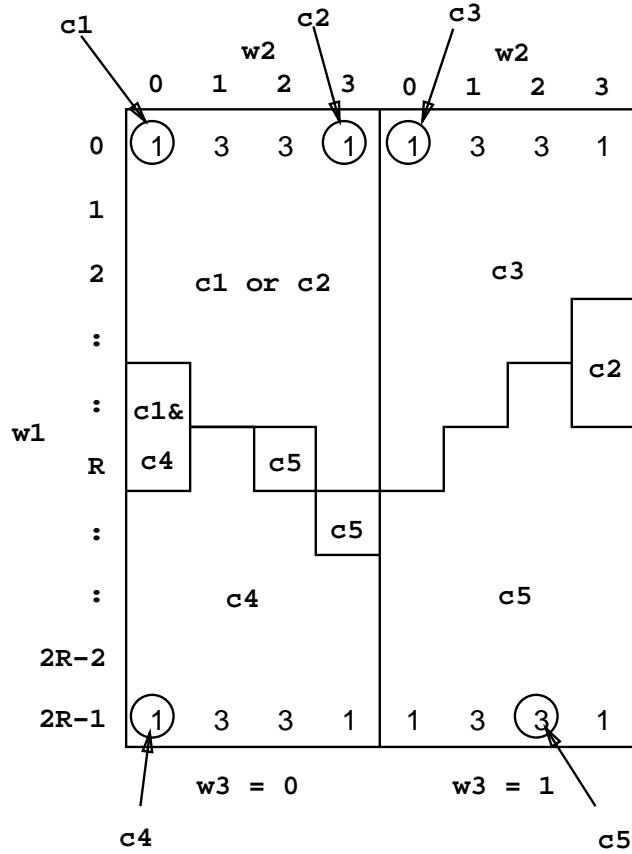 c1 c2 c3
w2 w2
0 1 2 3 0 1 2 3
0 1 3 3 1 1 3 3 1
1
2 c1 or c2 c3
:
c2
: c1&
w1
R c4 c5
: c5
: c4 c5
2R-2
2R-1 1 3 3 1 1 3 3 1
w3 = 0 w3 = 1
c4 c5